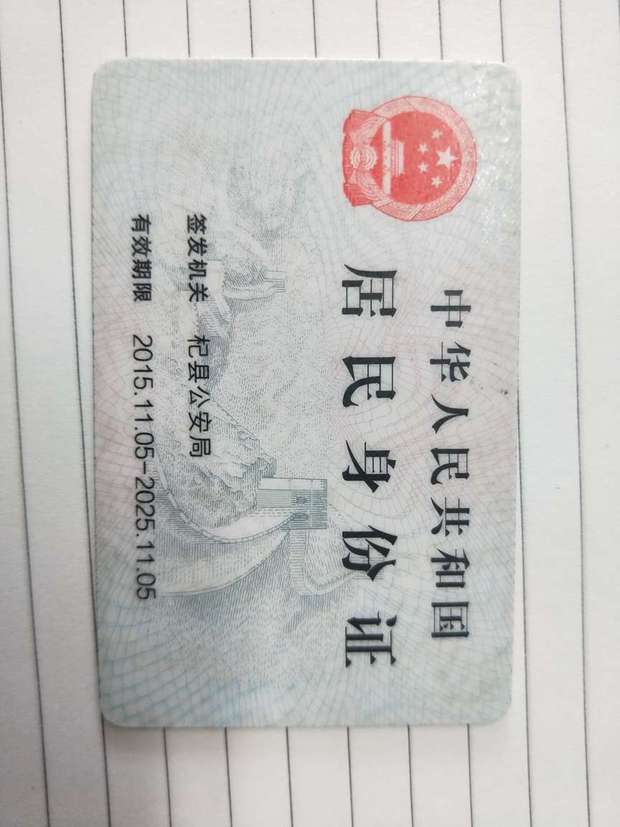 中华人民共和国
居民身份证
签发机关 杞县公安局
有效期限 2015.11.05-2025.11.05